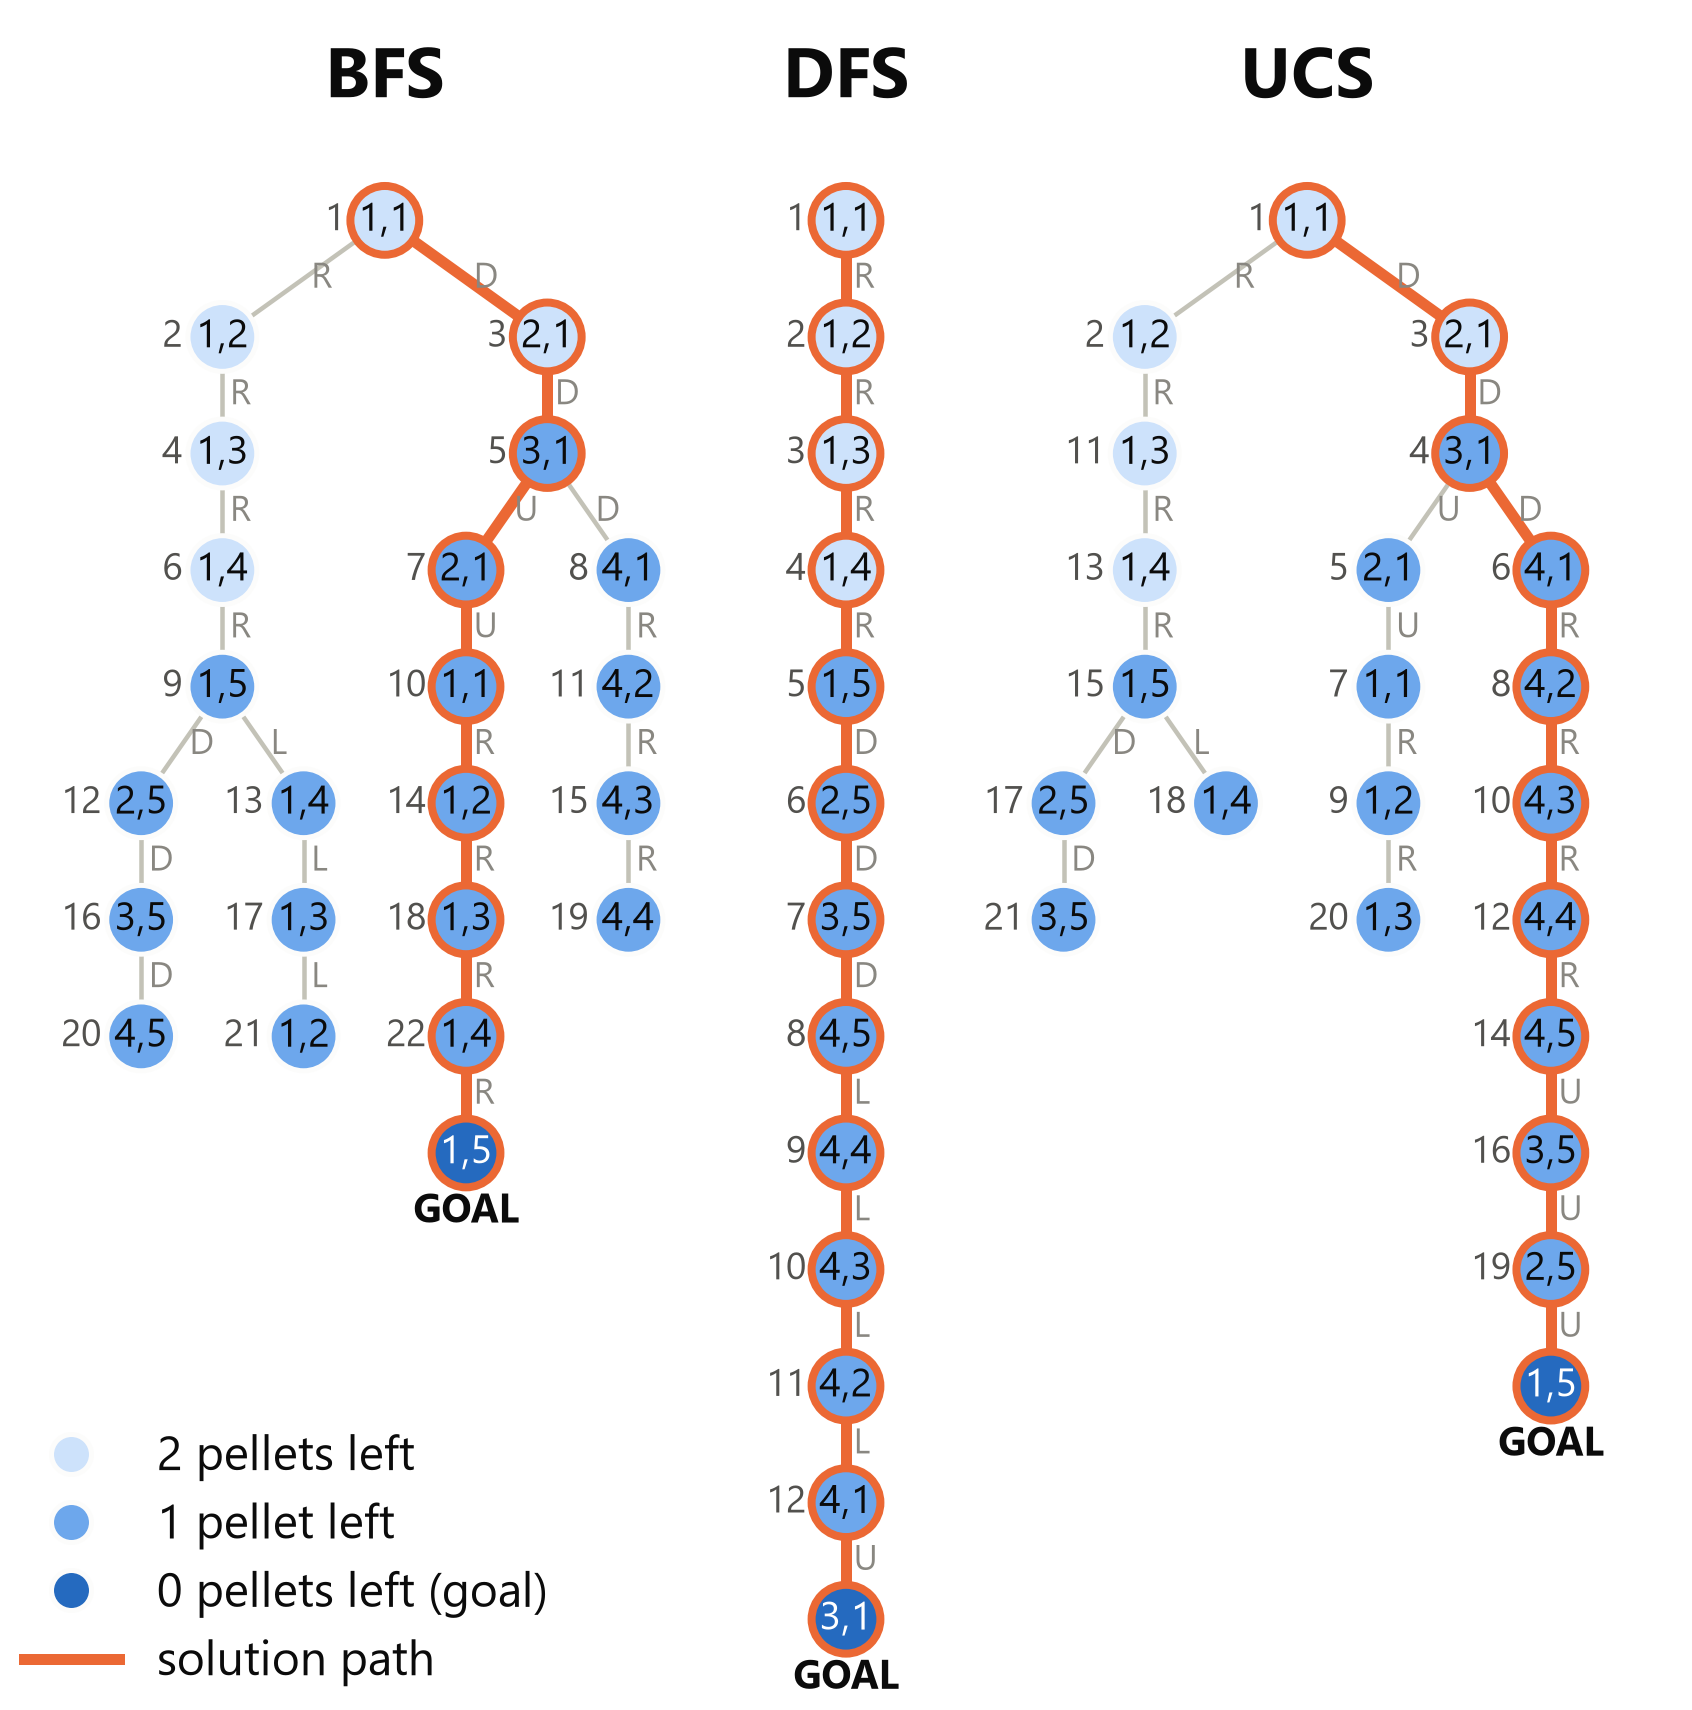 BFS DFS UCS
1 1,1 1 1,1 1 1,1
R D R R D
2 1,2 3 2,1 2 1,2 2 1,2 3 2,1
R D R R D
4 1,3 5 3,1 3 1,3 11 1,3 4 3,1
R U D R R U D
6 1,4 7 2,1 8 4,1 4 1,4 13 1,4 5 2,1 6 4,1
R U R R R U R
9 1,5 10 1,1 11 4,2 5 1,5 15 1,5 7 1,1 8 4,2
D L R R D D L R R
12 2,5 13 1,4 14 1,2 15 4,3 6 2,5 17 2,5 18 1,4 9 1,2 10 4,3
D L R R D D R R
16 3,5 17 1,3 18 1,3 19 4,4 7 3,5 21 3,5 20 1,3 12 4,4
D L R D R
20 4,5 21 1,2 22 1,4 8 4,5 14 4,5
R L U
1,5 9 4,4 16 3,5
GOAL L U
10 4,3 19 2,5
L U
11 4,2 1,5
L GOAL
2 pellets left
12 4,1
1 pellet left
U
0 pellets left (goal)
3,1
solution path
GOAL